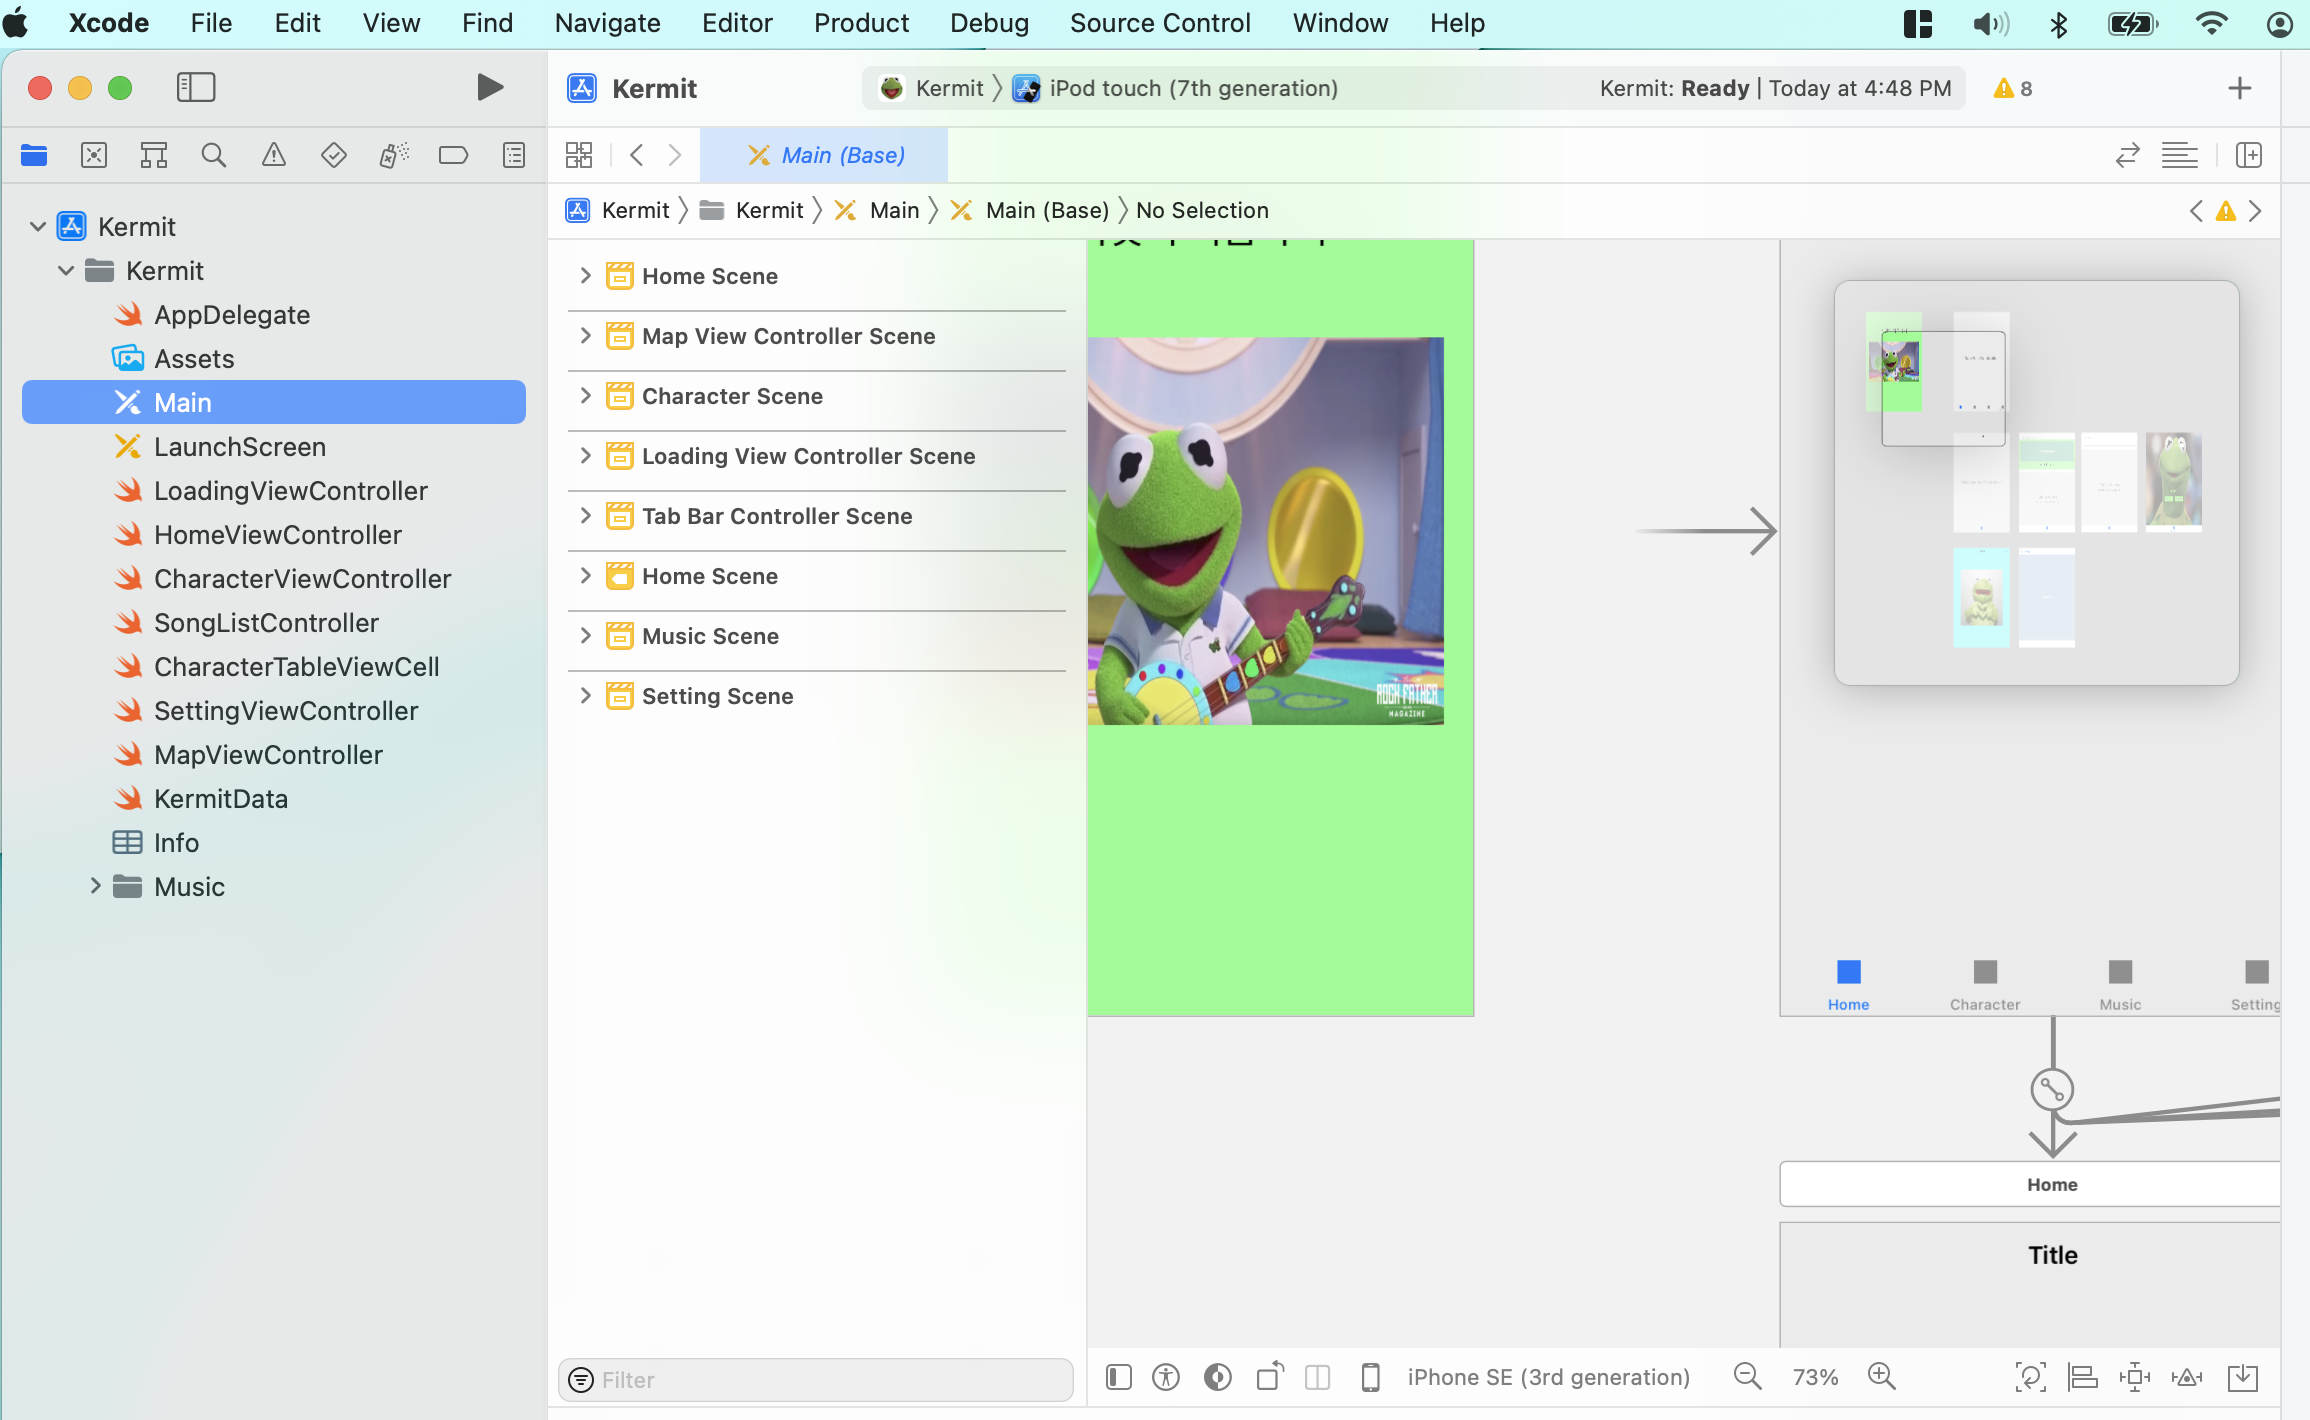 Xcode File Edit View Find Navigate Editor Product Debug Source Control Window Help
Kermit
Kermit 〉 iPod touch (7th generation)
Kermit: Ready | Today at 4:48 PM
8
Main (Base)
Kermit 〉 Kermit 〉 Main 〉 Main (Base) 〉 No Selection
Kermit
Kermit
AppDelegate
Assets
Main
LaunchScreen
LoadingViewController
HomeViewController
CharacterViewController
SongListController
CharacterTableViewCell
SettingViewController
MapViewController
KermitData
Info
Music
Home Scene
Map View Controller Scene
Character Scene
Loading View Controller Scene
Tab Bar Controller Scene
Home Scene
Music Scene
Setting Scene
Filter
ROCK FATHER
MAGAZINE
Home
Character
Music
Setting
Home
Title
iPhone SE (3rd generation)
73%